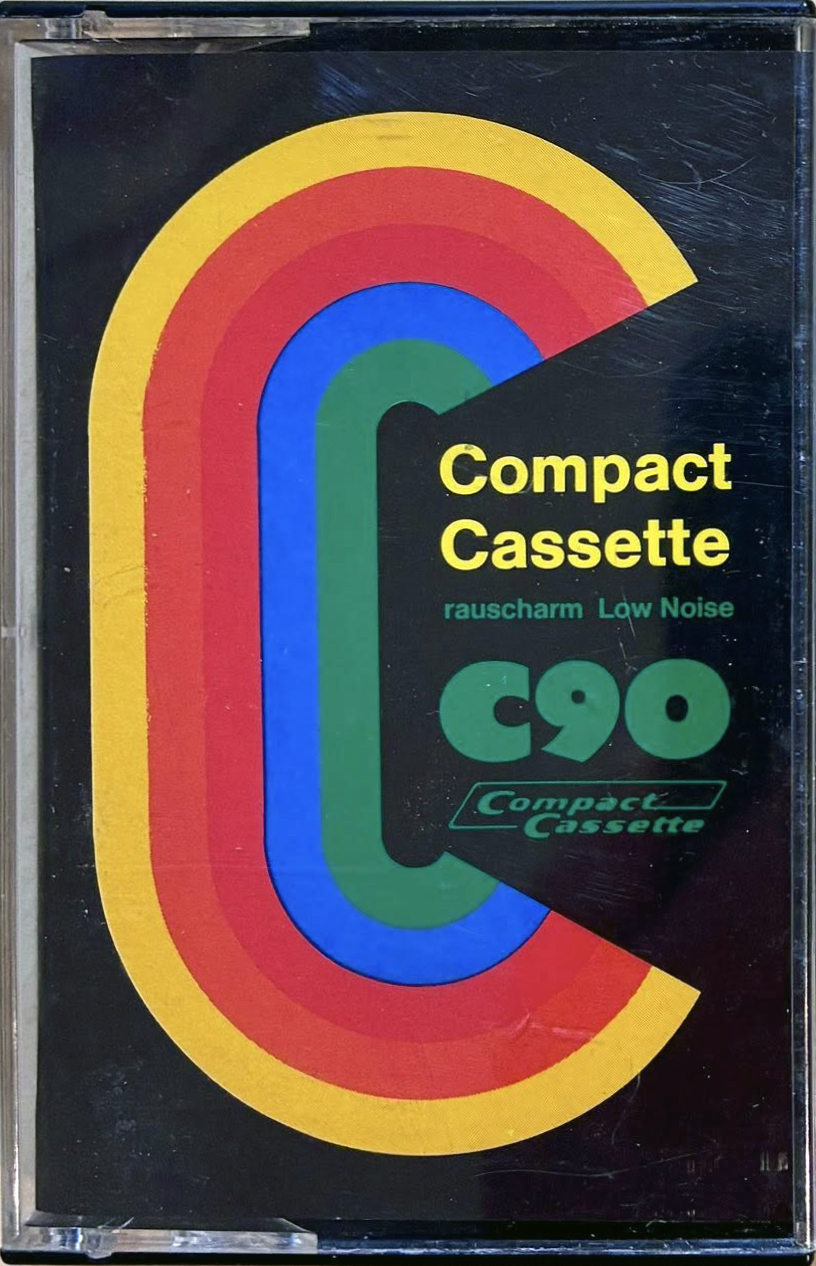 Compact
Cassette
rauscharm Low Noise
C90
Compact
Cassette